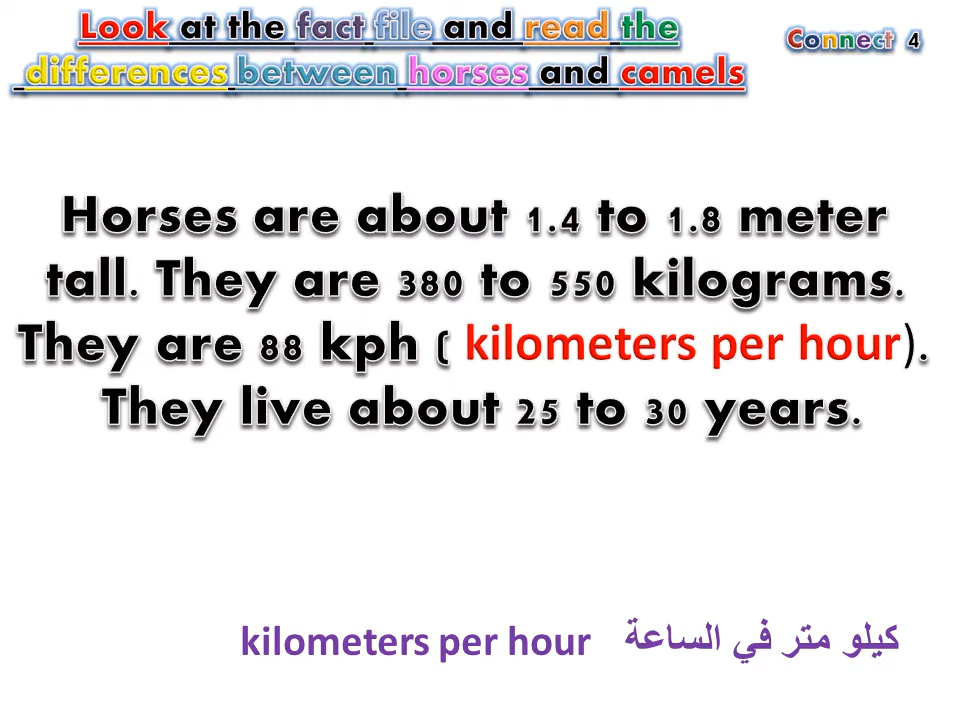 Look at the fact file and read the
differences between horses and camels
Connect 4
Horses are about 1.4 to 1.8 meter
tall. They are 380 to 550 kilograms.
They are 88 kph ( kilometers per hour).
They live about 25 to 30 years.
kilometers per hour كيلو متر في الساعة